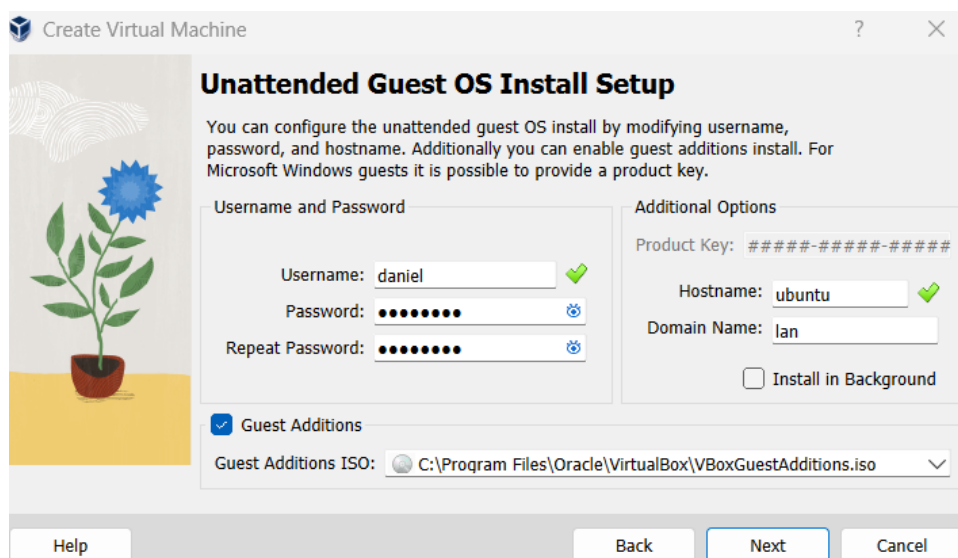 Create Virtual Machine
?
Unattended Guest OS Install Setup
You can configure the unattended guest OS install by modifying username,
password, and hostname. Additionally you can enable guest additions install. For
Microsoft Windows guests it is possible to provide a product key.
Username and Password
Username: daniel
Password: ●●●●●●●●
Repeat Password: ●●●●●●●●
Additional Options
Product Key: #####-#####-#####
Hostname: ubuntu
Domain Name: lan
Install in Background
Guest Additions
Guest Additions ISO: C:\Program Files\Oracle\VirtualBox\VBoxGuestAdditions.iso
Help
Back
Next
Cancel